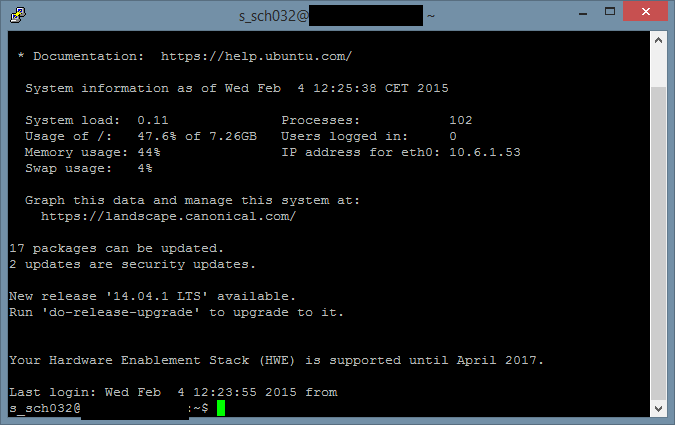 s_sch032@ ~
* Documentation: https://help.ubuntu.com/
System information as of Wed Feb 4 12:25:38 CET 2015
System load: 0.11 Processes: 102
Usage of /: 47.6% of 7.26GB Users logged in: 0
Memory usage: 44% IP address for eth0: 10.6.1.53
Swap usage: 4%
Graph this data and manage this system at:
https://landscape.canonical.com/
17 packages can be updated.
2 updates are security updates.
New release '14.04.1 LTS' available.
Run 'do-release-upgrade' to upgrade to it.
Your Hardware Enablement Stack (HWE) is supported until April 2017.
Last login: Wed Feb 4 12:23:55 2015 from
s_sch032@ :~$